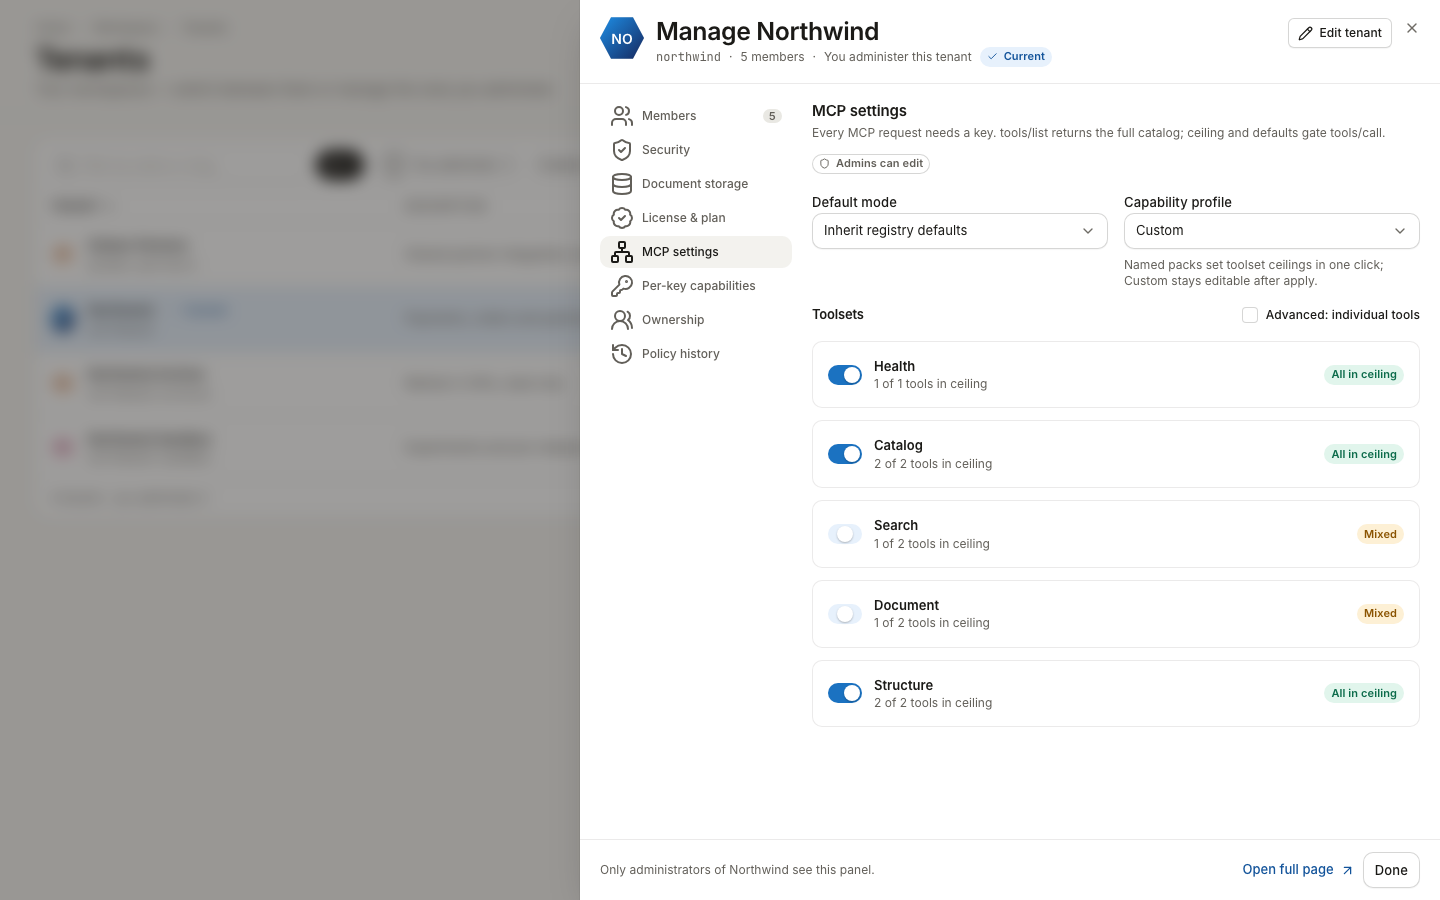 Tenants
NO
Manage Northwind
northwind · 5 members · You administer this tenant
Current
Edit tenant
Members
5
Security
Document storage
License & plan
MCP settings
Per-key capabilities
Ownership
Policy history
MCP settings
Every MCP request needs a key. tools/list returns the full catalog; ceiling and defaults gate tools/call.
Admins can edit
Default mode
Inherit registry defaults
Capability profile
Custom
Named packs set toolset ceilings in one click;
Custom stays editable after apply.
Toolsets
Advanced: individual tools
Health
1 of 1 tools in ceiling
All in ceiling
Catalog
2 of 2 tools in ceiling
All in ceiling
Search
1 of 2 tools in ceiling
Mixed
Document
1 of 2 tools in ceiling
Mixed
Structure
2 of 2 tools in ceiling
All in ceiling
Only administrators of Northwind see this panel.
Open full page
Done